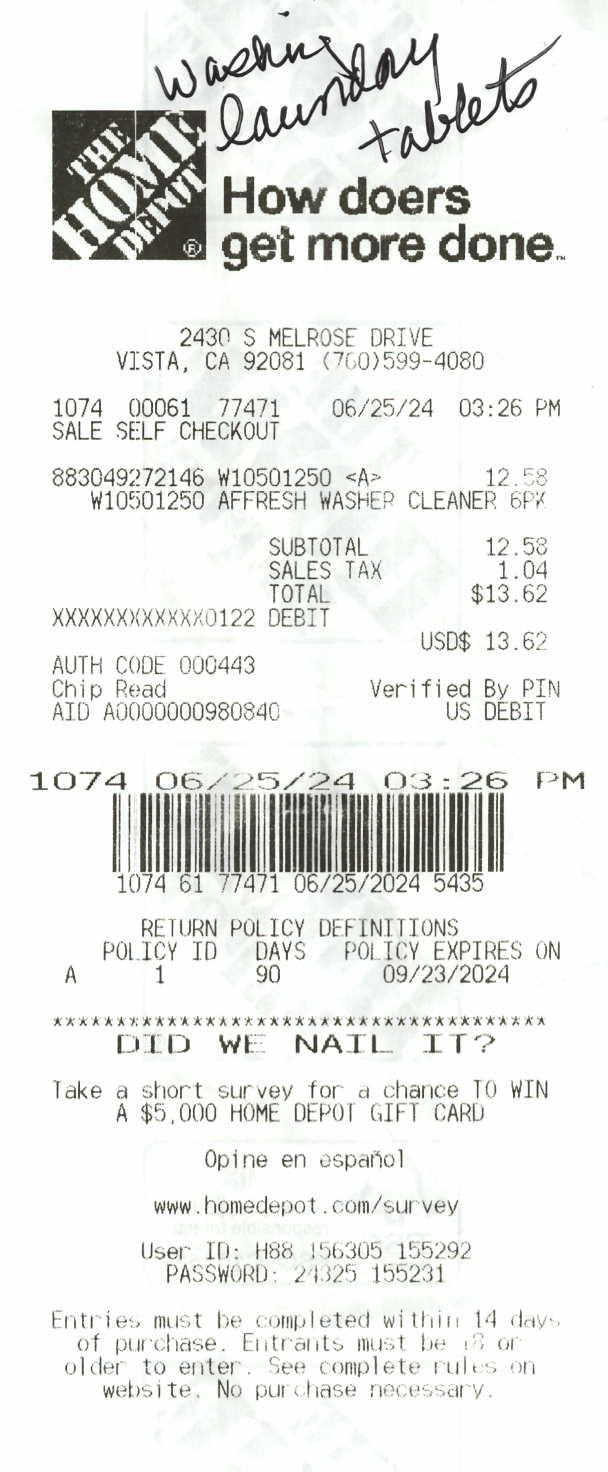 washing
launday
tablets
THE
HOME
DEPOT
®
How doers
get more done™
2430 S MELROSE DRIVE
VISTA, CA 92081 (760)599-4080
1074 00061 77471 06/25/24 03:26 PM
SALE SELF CHECKOUT
883049272146 W10501250 <A> 12.58
W10501250 AFFRESH WASHER CLEANER 6PK
SUBTOTAL 12.58
SALES TAX 1.04
TOTAL $13.62
XXXXXXXXXXXX0122 DEBIT
USD$ 13.62
AUTH CODE 000443
Chip Read Verified By PIN
AID A0000000980840 US DEBIT
1074 06/25/24 03:26 PM
1074 61 77471 06/25/2024 5435
RETURN POLICY DEFINITIONS
POLICY ID DAYS POLICY EXPIRES ON
A 1 90 09/23/2024
***************************************
DID WE NAIL IT?
Take a short survey for a chance TO WIN
A $5,000 HOME DEPOT GIFT CARD
Opine en español
www.homedepot.com/survey
User ID: H88 156305 155292
PASSWORD: 24325 155231
Entries must be completed within 14 days
of purchase. Entrants must be 18 or
older to enter. See complete rules on
website. No purchase necessary.